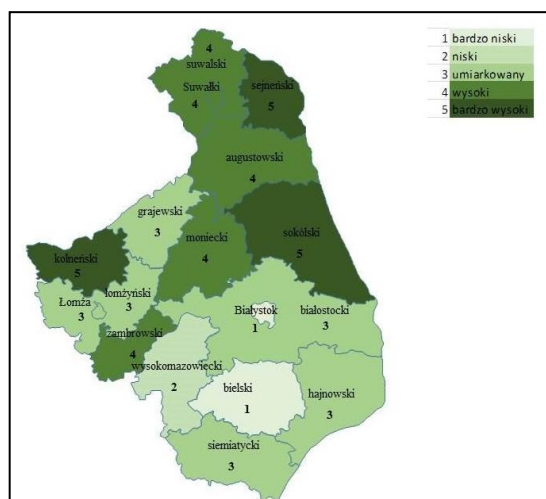 1 bardzo niski
2 niski
3 umiarkowany
4 wysoki
5 bardzo wysoki
4
suwalski
Suwałki
4
sejneński
5
augustowski
4
grajewski
3
moniecki
4
sokólski
5
kolneński
5
Łomża
3
łomżyński
3
zambrowski
4
Białystok
1
białostocki
3
wysokomazowiecki
2
bielski
1
hajnowski
3
siemiatycki
3